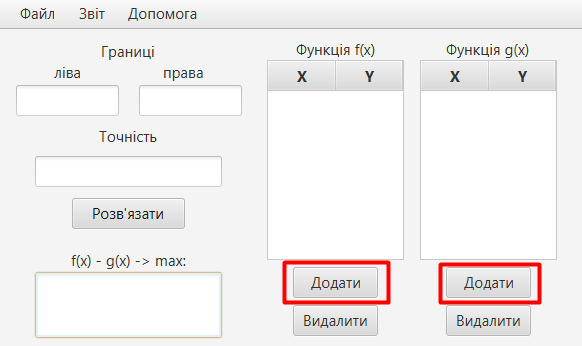 Файл Звіт Допомога
Границі
ліва права
Точність
Розв'язати
f(x) - g(x) -> max:
Функція f(x)
X Y
Додати
Видалити
Функція g(x)
X Y
Додати
Видалити